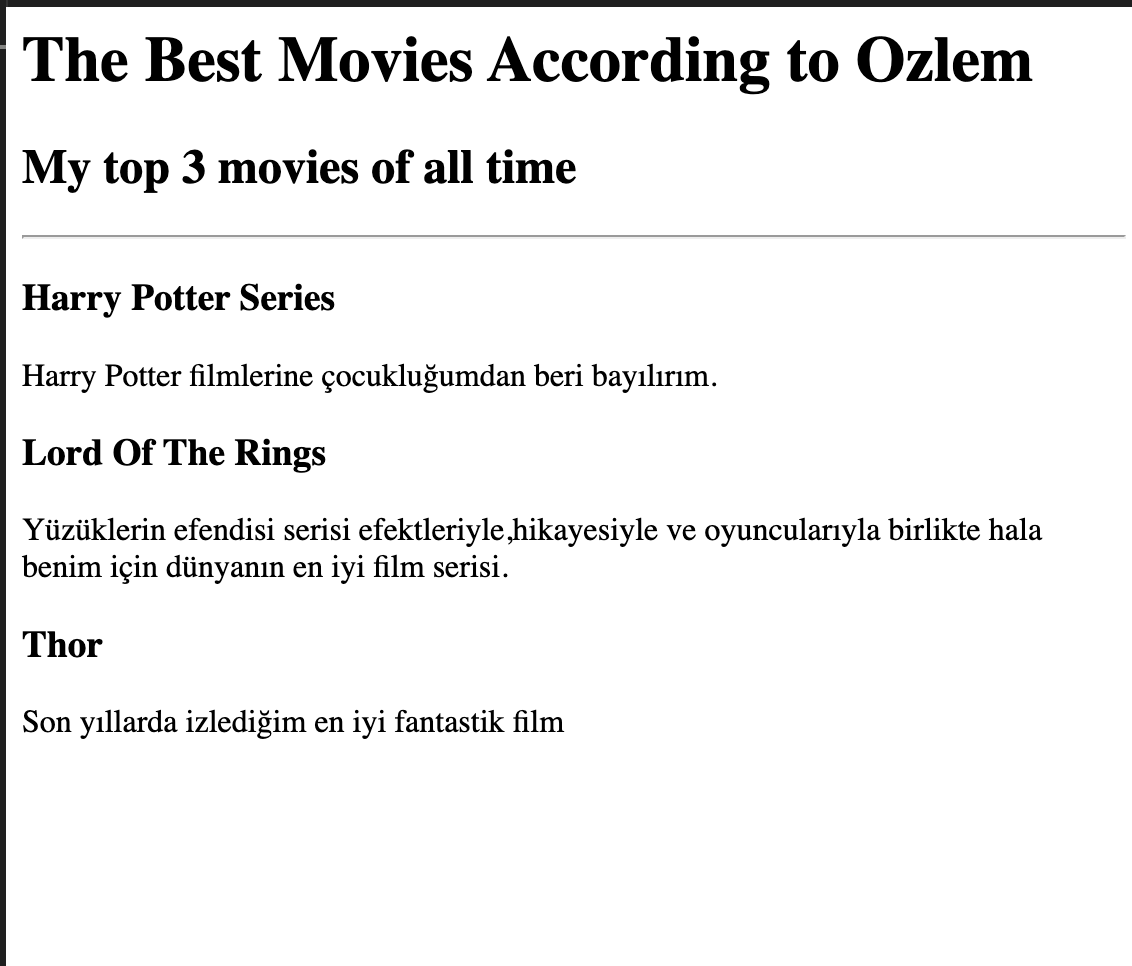 The Best Movies According to Ozlem
My top 3 movies of all time
Harry Potter Series
Harry Potter filmlerine çocukluğumdan beri bayılırım.
Lord Of The Rings
Yüzüklerin efendisi serisi efektleriyle,hikayesiyle ve oyuncularıyla birlikte hala
benim için dünyanın en iyi film serisi.
Thor
Son yıllarda izlediğim en iyi fantastik film